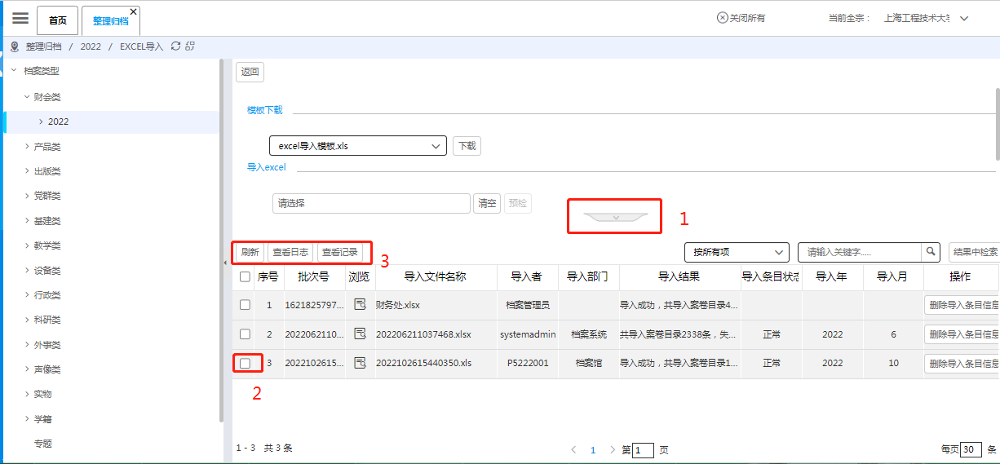 首页
整理归档
关闭所有
当前全宗： 上海工程技术大学
整理归档 / 2022 / EXCEL导入
档案类型
财会类
2022
产品类
出版类
党群类
基建类
教学类
设备类
行政类
科研类
外事类
声像类
实物
学籍
专题
返回
模板下载
excel导入模板.xls 下载
导入excel
请选择 清空 预检
1
刷新 查看日志 查看记录 3 按所有项 请输入关键字..... 结果中检索
序号 批次号 浏览 导入文件名称 导入者 导入部门 导入结果 导入条目状态 导入年 导入月 操作
1 1621825797... 财务处.xlsx 档案管理员 导入成功，共导入案卷目录4... 删除导入条目信息
2 2022062110... 202206211037468.xlsx systemadmin 档案系统 共导入案卷目录2338条，失... 正常 2022 6 删除导入条目信息
3 2022102615... 2022102615440350.xls P5222001 档案馆 导入成功，共导入案卷目录1... 正常 2022 10 删除导入条目信息
2
1 - 3 共 3 条 1 第 1 页 每页 30 条